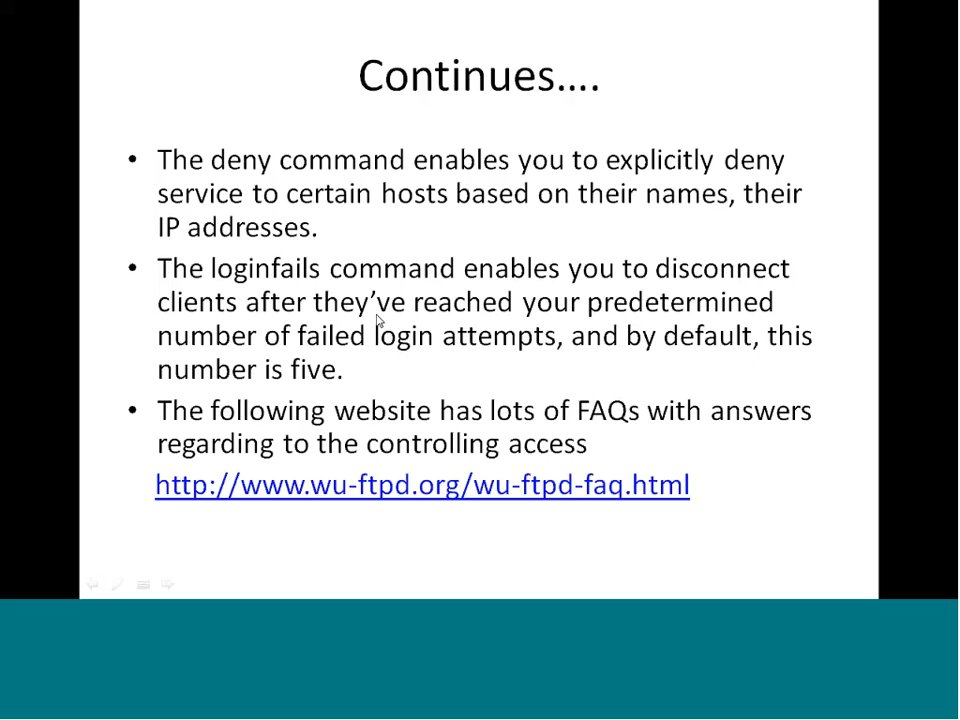 Continues….
• The deny command enables you to explicitly deny
service to certain hosts based on their names, their
IP addresses.
• The loginfails command enables you to disconnect
clients after they’ve reached your predetermined
number of failed login attempts, and by default, this
number is five.
• The following website has lots of FAQs with answers
regarding to the controlling access
http://www.wu-ftpd.org/wu-ftpd-faq.html